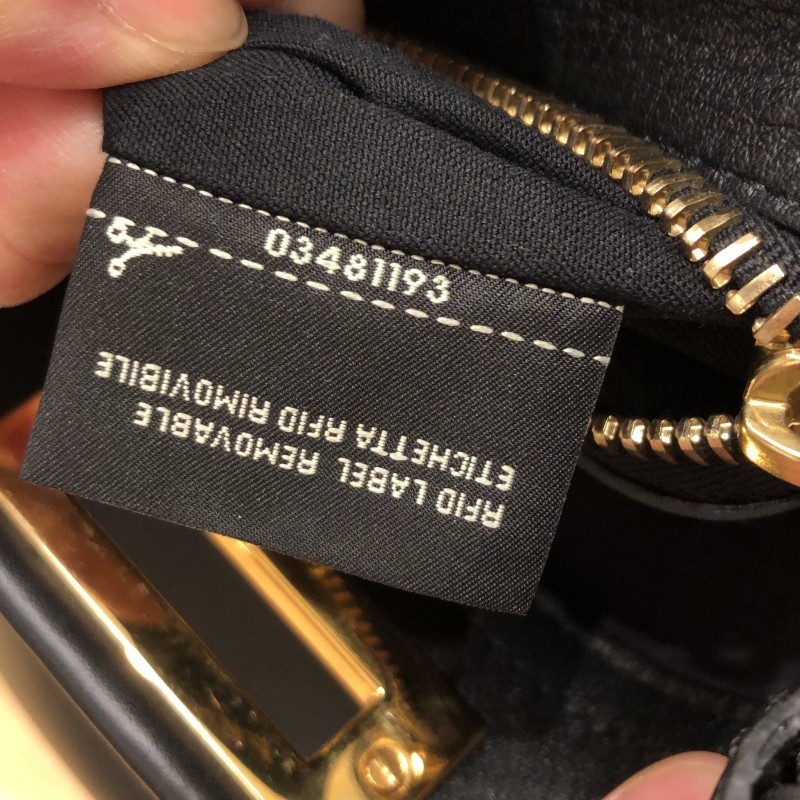 03481193
RFID LABEL REMOVABLE
ETICHETTA RFID RIMOVIBILE